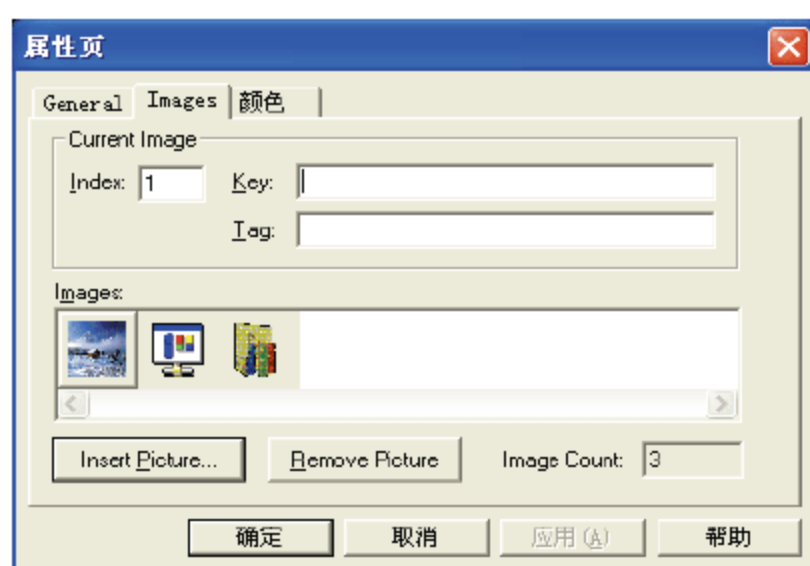 属性页
General Images 颜色
Current Image
Index: 1 Key:
Tag:
Images:
Insert Picture... Remove Picture Image Count: 3
确定 取消 应用(A) 帮助